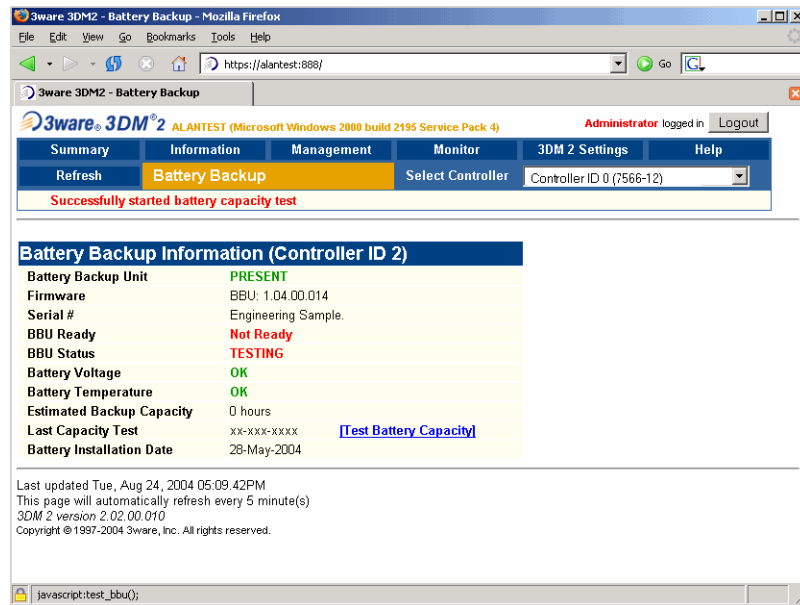 3ware 3DM2 - Battery Backup - Mozilla Firefox
File Edit View Go Bookmarks Tools Help
https://alantest:888/ Go G
3ware 3DM2 - Battery Backup
3ware® 3DM®2 ALANTEST (Microsoft Windows 2000 build 2195 Service Pack 4) Administrator logged in Logout
Summary Information Management Monitor 3DM 2 Settings Help
Refresh Battery Backup Select Controller Controller ID 0 (7566-12)
Successfully started battery capacity test
Battery Backup Information (Controller ID 2)
Battery Backup Unit PRESENT
Firmware BBU: 1.04.00.014
Serial # Engineering Sample.
BBU Ready Not Ready
BBU Status TESTING
Battery Voltage OK
Battery Temperature OK
Estimated Backup Capacity 0 hours
Last Capacity Test xx-xxx-xxxx [Test Battery Capacity]
Battery Installation Date 28-May-2004
Last updated Tue, Aug 24, 2004 05:09.42PM
This page will automatically refresh every 5 minute(s)
3DM 2 version 2.02.00.010
Copyright © 1997-2004 3ware, Inc. All rights reserved.
javascript:test_bbu();